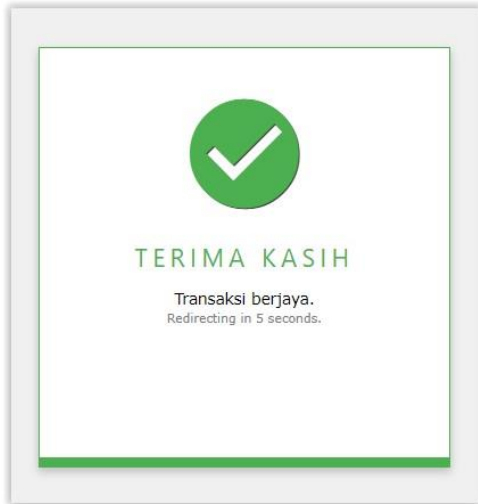 TERIMA KASIH
Transaksi berjaya.
Redirecting in 5 seconds.